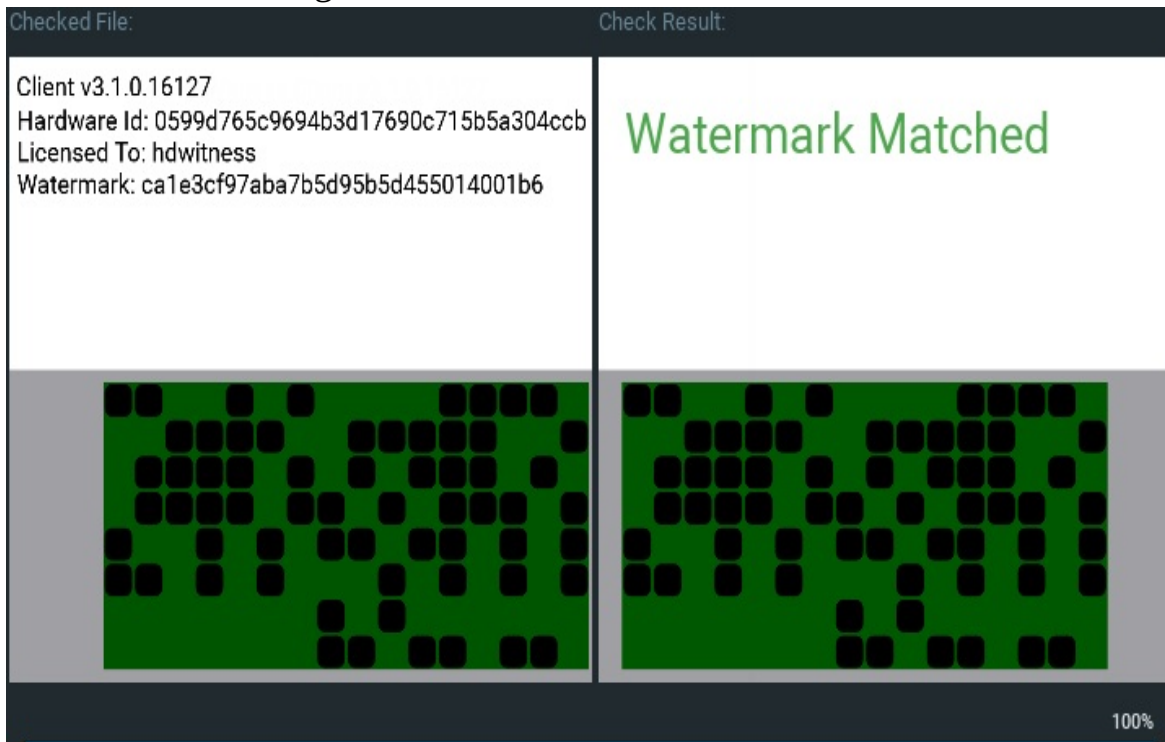 Checked File:
Check Result:
Client v3.1.0.16127
Hardware Id: 0599d765c9694b3d17690c715b5a304ccb
Licensed To: hdwitness
Watermark: ca1e3cf97aba7b5d95b5d455014001b6
Watermark Matched
100%